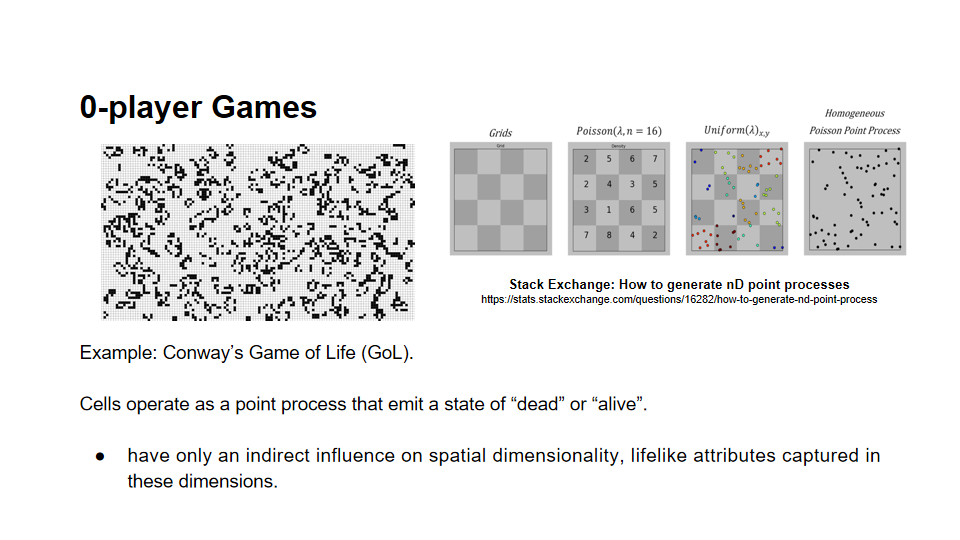 0-player Games
Grids
Poisson(λ, n = 16)
Uniform(λ)x,y
Homogeneous
Poisson Point Process
Grid
Density
2 5 6 7
2 4 3 5
3 1 6 5
7 8 4 2
Stack Exchange: How to generate nD point processes
https://stats.stackexchange.com/questions/16282/how-to-generate-nd-point-process
Example: Conway’s Game of Life (GoL).
Cells operate as a point process that emit a state of “dead” or “alive”.
● have only an indirect influence on spatial dimensionality, lifelike attributes captured in
these dimensions.